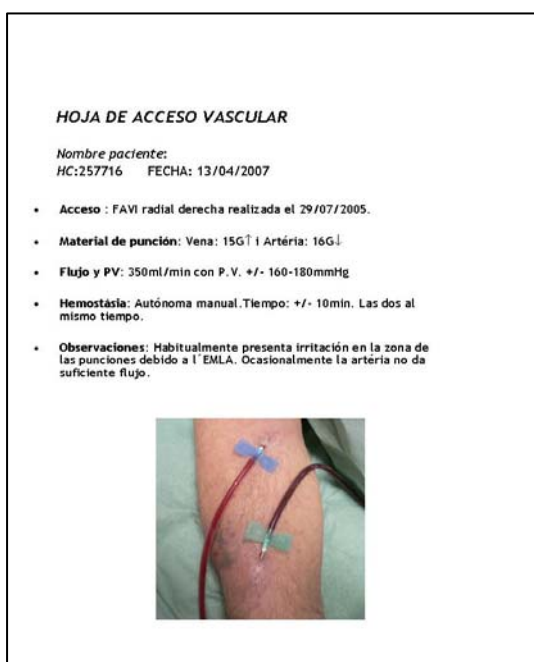 HOJA DE ACCESO VASCULAR
Nombre paciente:
HC:257716 FECHA: 13/04/2007
• Acceso : FAVI radial derecha realizada el 29/07/2005.
• Material de punción: Vena: 15G↑ i Artéria: 16G↓
• Flujo y PV: 350ml/min con P.V. +/- 160-180mmHg
• Hemostàsia: Autónoma manual.Tiempo: +/- 10min. Las dos al
mismo tiempo.
• Observaciones: Habitualmente presenta irritación en la zona de
las punciones debido a l´EMLA. Ocasionalmente la artéria no da
suficiente flujo.